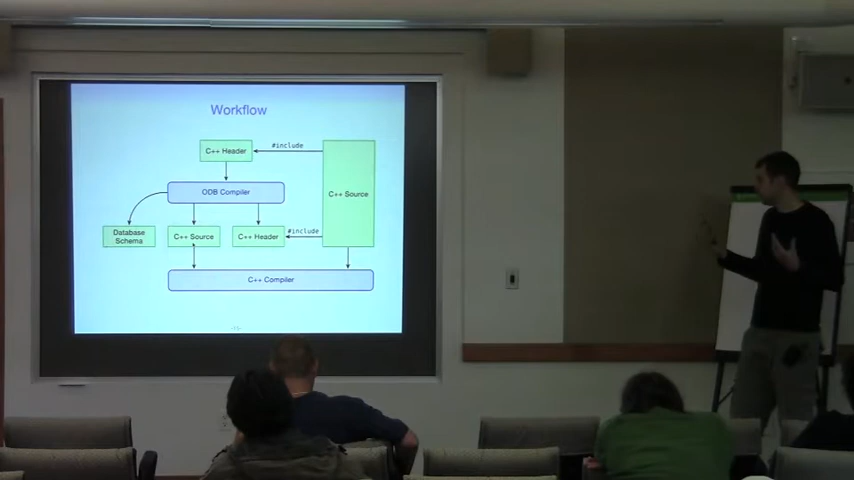 Workflow
C++ Header
#include
ODB Compiler
C++ Source
Database
Schema
C++ Source
C++ Header
#include
C++ Compiler